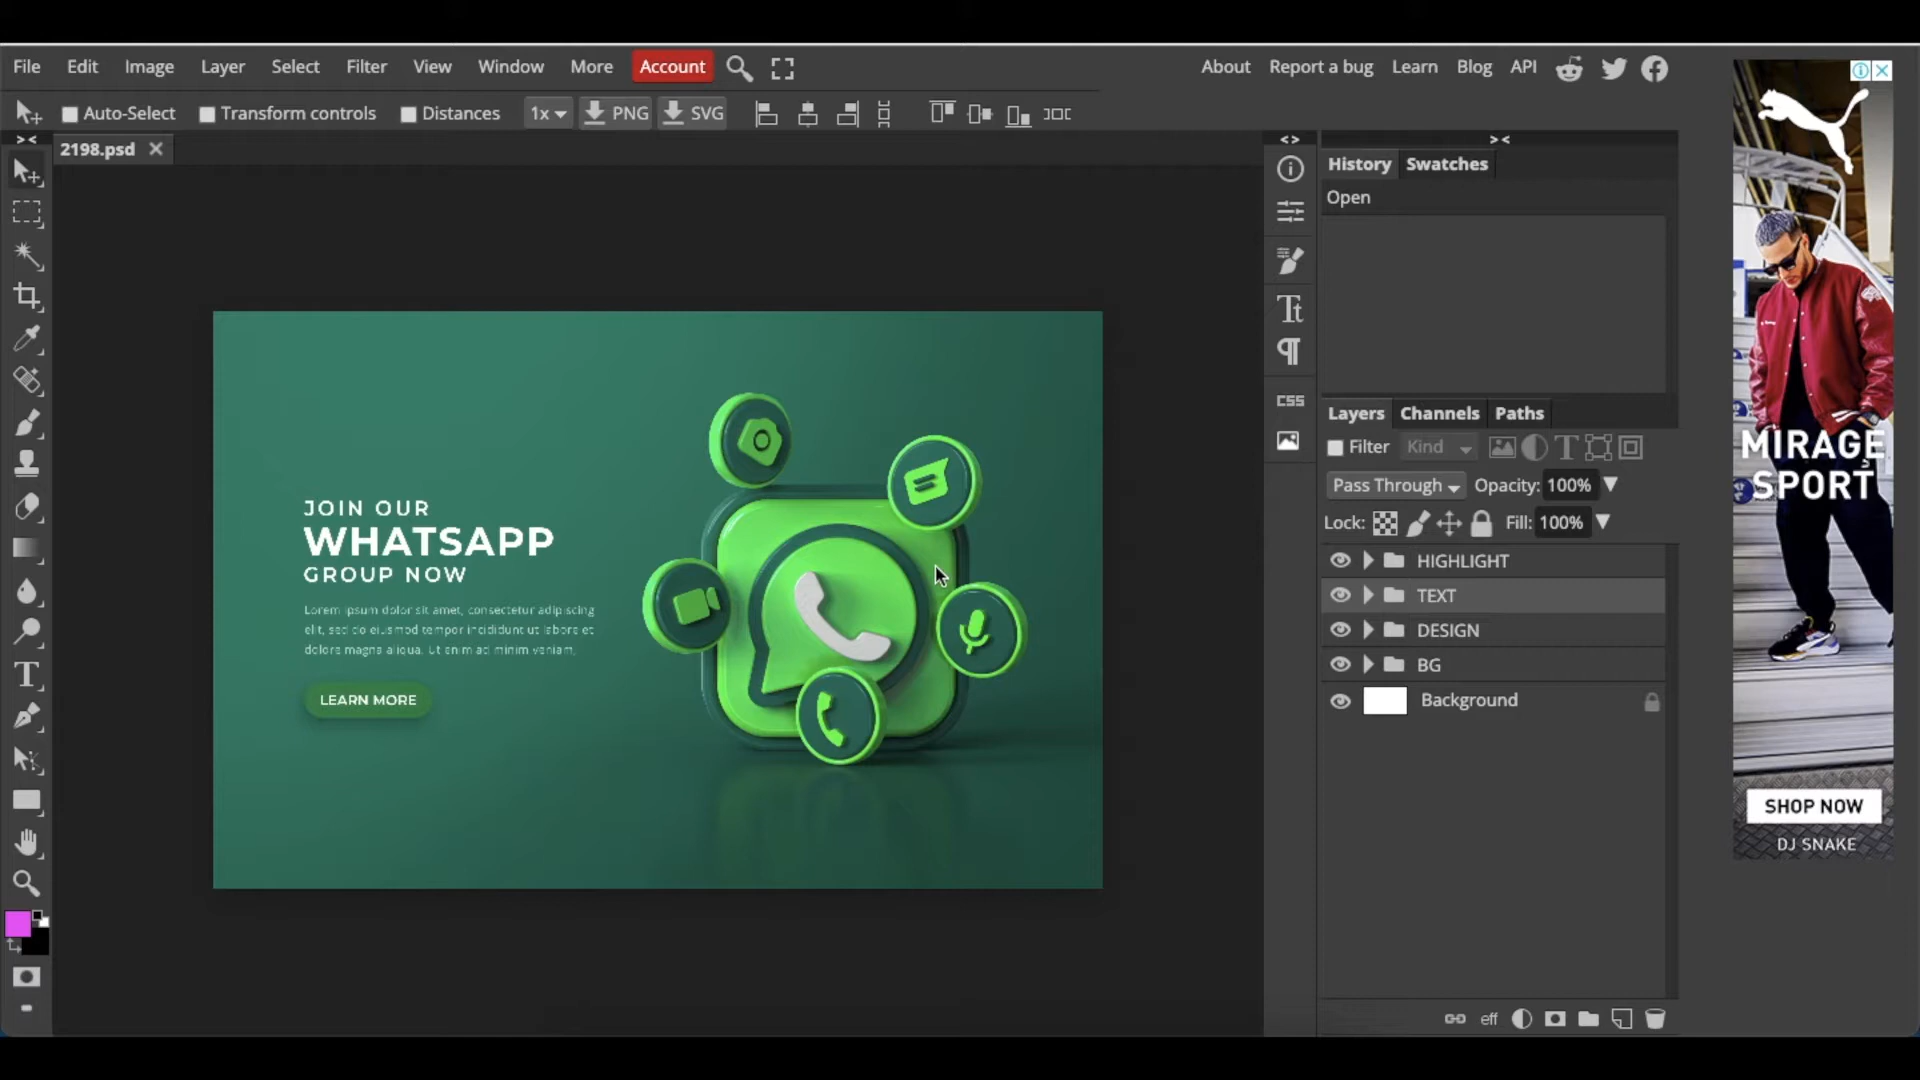 File Edit Image Layer Select Filter View Window More Account
About Report a bug Learn Blog API
Auto-Select Transform controls Distances 1x PNG SVG
2198.psd
JOIN OUR
WHATSAPP
GROUP NOW
Lorem ipsum dolor sit amet, consectetur adipiscing
elit, sed do eiusmod tempor incididunt ut labore et
dolore magna aliqua. Ut enim ad minim veniam,
LEARN MORE
CSS
History Swatches
Open
Layers Channels Paths
Filter Kind
Pass Through Opacity: 100%
Lock: Fill: 100%
HIGHLIGHT
TEXT
DESIGN
BG
Background
eff
MIRAGE
SPORT
SHOP NOW
DJ SNAKE